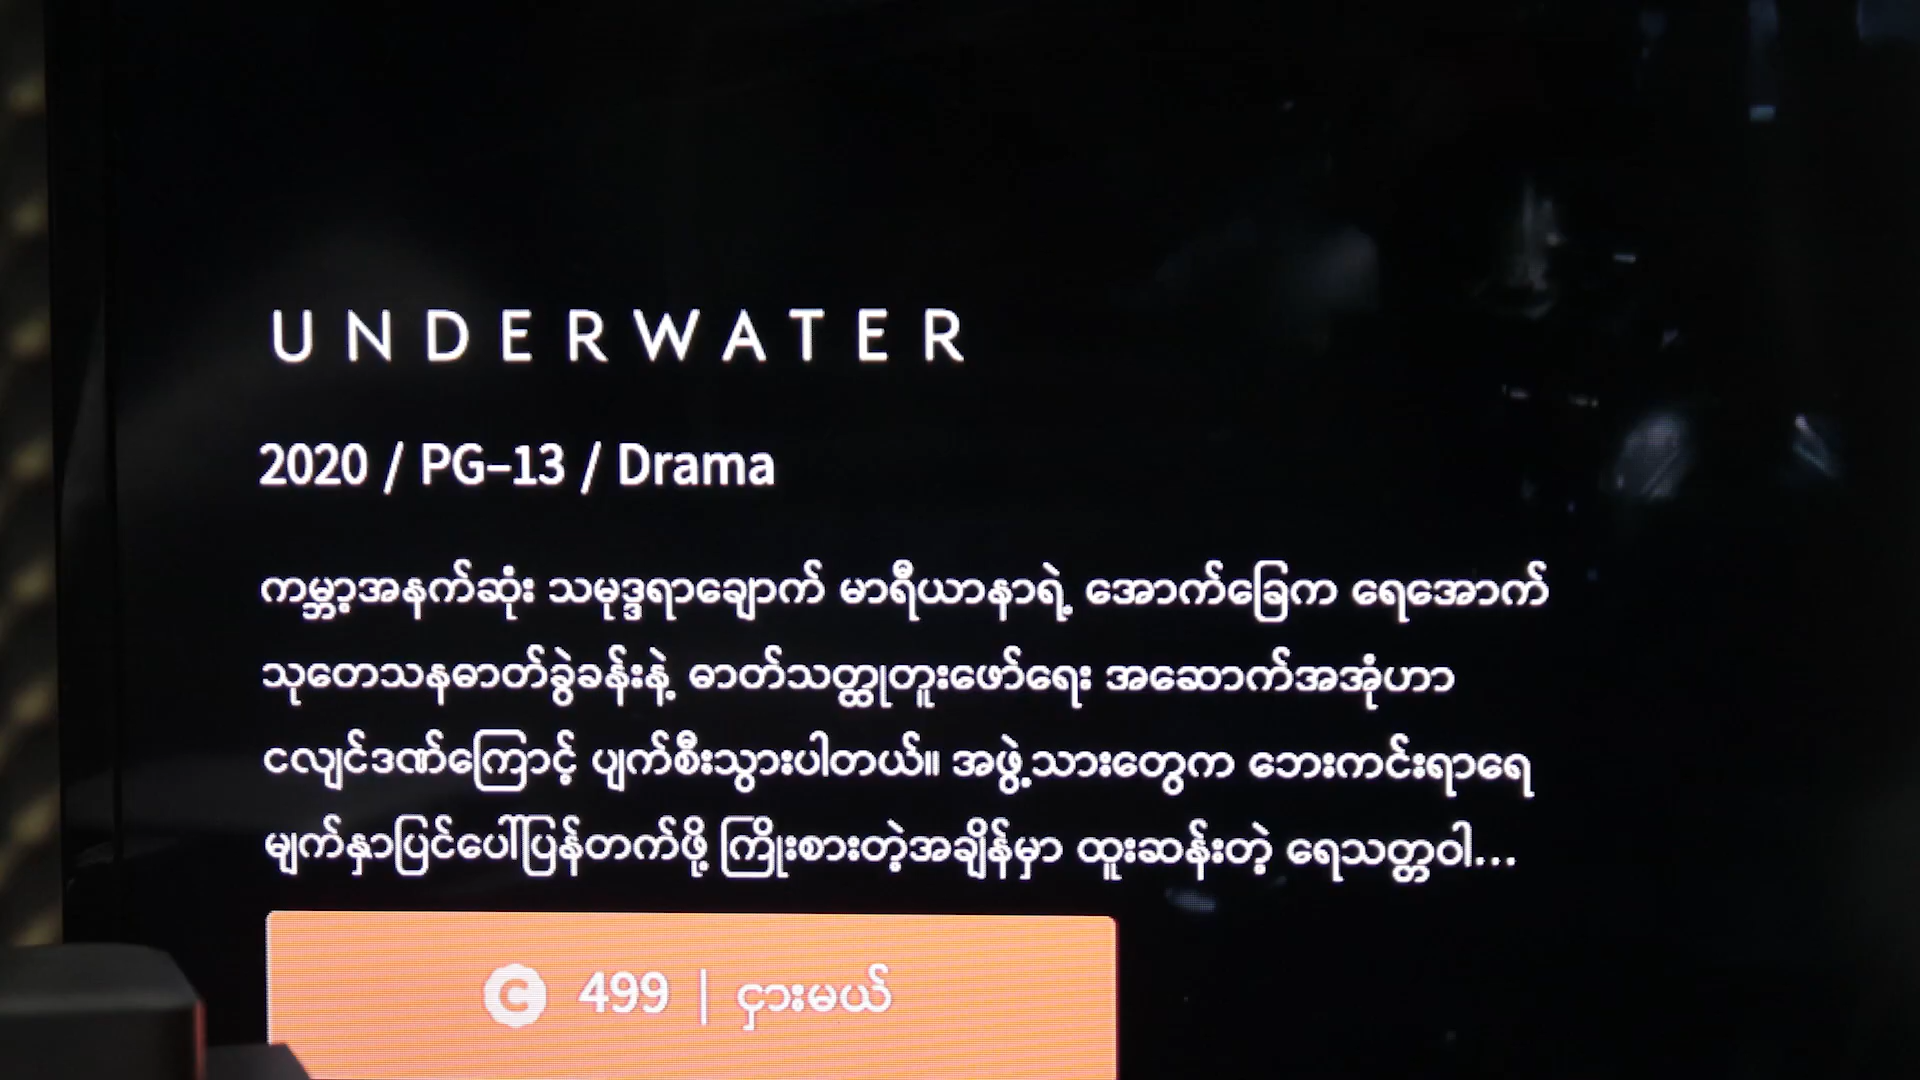 UNDERWATER
2020 / PG-13 / Drama
ကမ္ဘာ့အနက်ဆုံး သမုဒ္ဒရာချောက် မာရီယာနာရဲ့ အောက်ခြေက ရေအောက်
သုတေသနဓာတ်ခွဲခန်းနဲ့ ဓာတ်သတ္ထုတူးဖော်ရေး အဆောက်အအုံဟာ
ငလျင်ဒဏ်ကြောင့် ပျက်စီးသွားပါတယ်။ အဖွဲ့သားတွေက ဘေးကင်းရာရေ
မျက်နှာပြင်ပေါ်ပြန်တက်ဖို့ ကြိုးစားတဲ့အချိန်မှာ ထူးဆန်းတဲ့ ရေသတ္တဝါ...
C 499 | ငှားမယ်